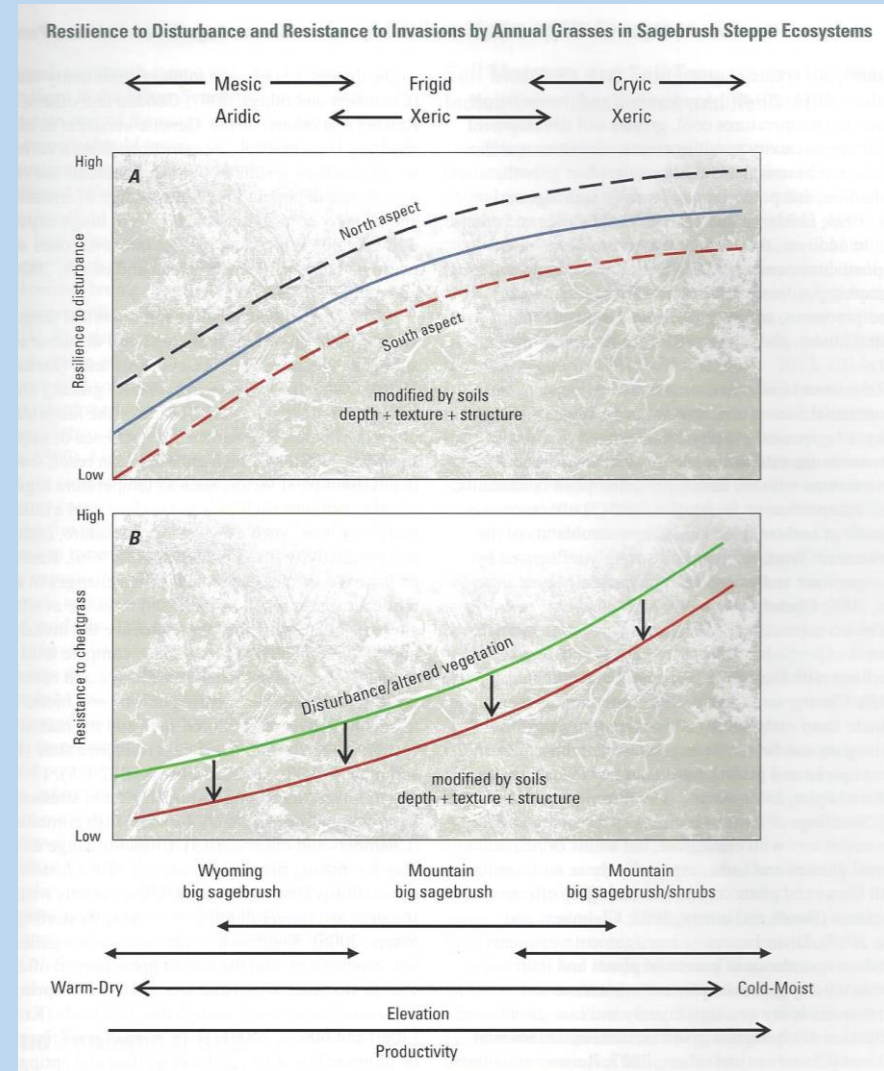 Resilience to Disturbance and Resistance to Invasions by Annual Grasses in Sagebrush Steppe Ecosystems
Mesic Frigid Cryic
Aridic Xeric Xeric
High
A
North aspect
South aspect
Resilience to disturbance
modified by soils
depth + texture + structure
Low
High
B
Disturbance/altered vegetation
Resistance to cheatgrass
modified by soils
depth + texture + structure
Low
Wyoming Mountain Mountain
big sagebrush big sagebrush big sagebrush/shrubs
Warm-Dry Cold-Moist
Elevation
Productivity